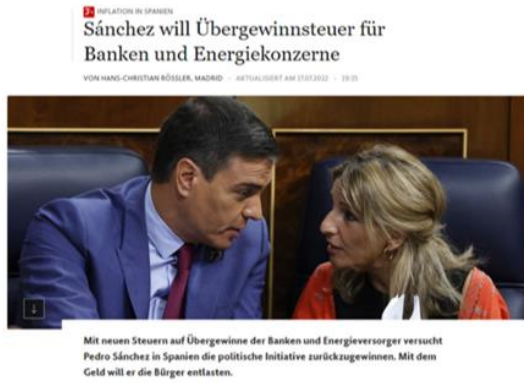 F+ INFLATION IN SPANIEN
Sánchez will Übergewinnsteuer für
Banken und Energiekonzerne
VON HANS-CHRISTIAN RÖSSLER, MADRID - AKTUALISIERT AM 17.07.2022 -
Mit neuen Steuern auf Übergewinne der Banken und Energieversorger versucht
Pedro Sánchez in Spanien die politische Initiative zurückzugewinnen. Mit dem
Geld will er die Bürger entlasten.